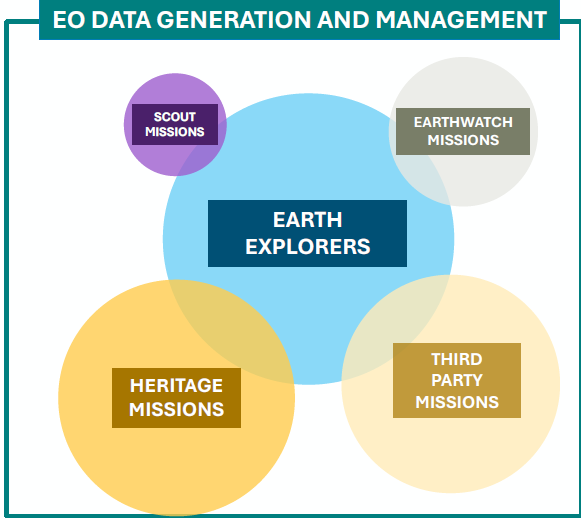 EO DATA GENERATION AND MANAGEMENT
SCOUT
MISSIONS
EARTHWATCH
MISSIONS
EARTH
EXPLORERS
HERITAGE
MISSIONS
THIRD
PARTY
MISSIONS